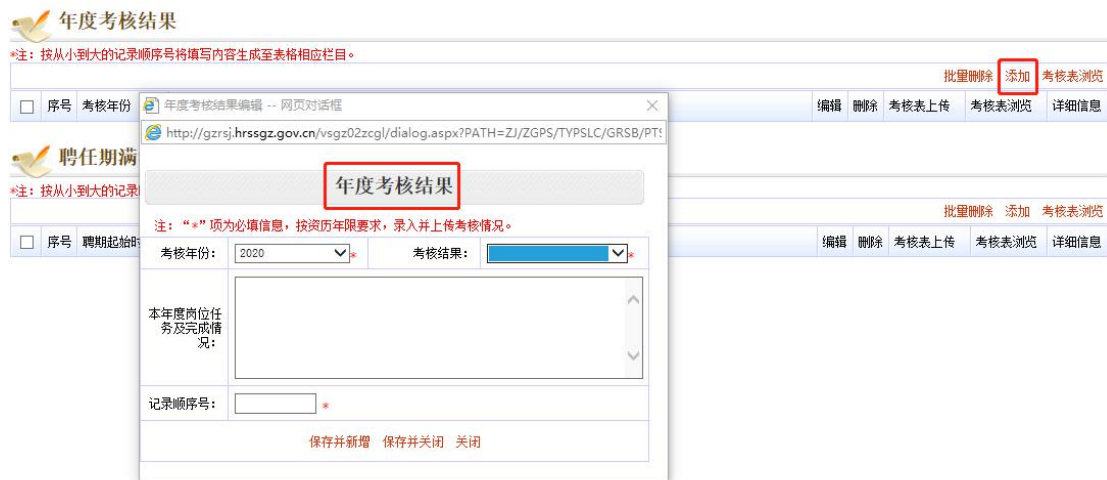 年度考核结果
*注：按从小到大的记录顺序号将填写内容生成至表格相应栏目。
批量删除 添加 考核表浏览
序号 考核年份 编辑 删除 考核表上传 考核表浏览 详细信息
年度考核结果编辑 -- 网页对话框
http://gzrsj.hrssgz.gov.cn/vsgz02zcgl/dialog.aspx?PATH=ZJ/ZGPS/TYPSLC/GRSB/PTS
聘任期满
*注：按从小到大的记录
批量删除 添加 考核表浏览
序号 聘期起始时 编辑 删除 考核表上传 考核表浏览 详细信息
年度考核结果
注：“*”项为必填信息，按资历年限要求，录入并上传考核情况。
考核年份： 2020 * 考核结果： *
本年度岗位任
务及完成情
况：
记录顺序号： *
保存并新增 保存并关闭 关闭